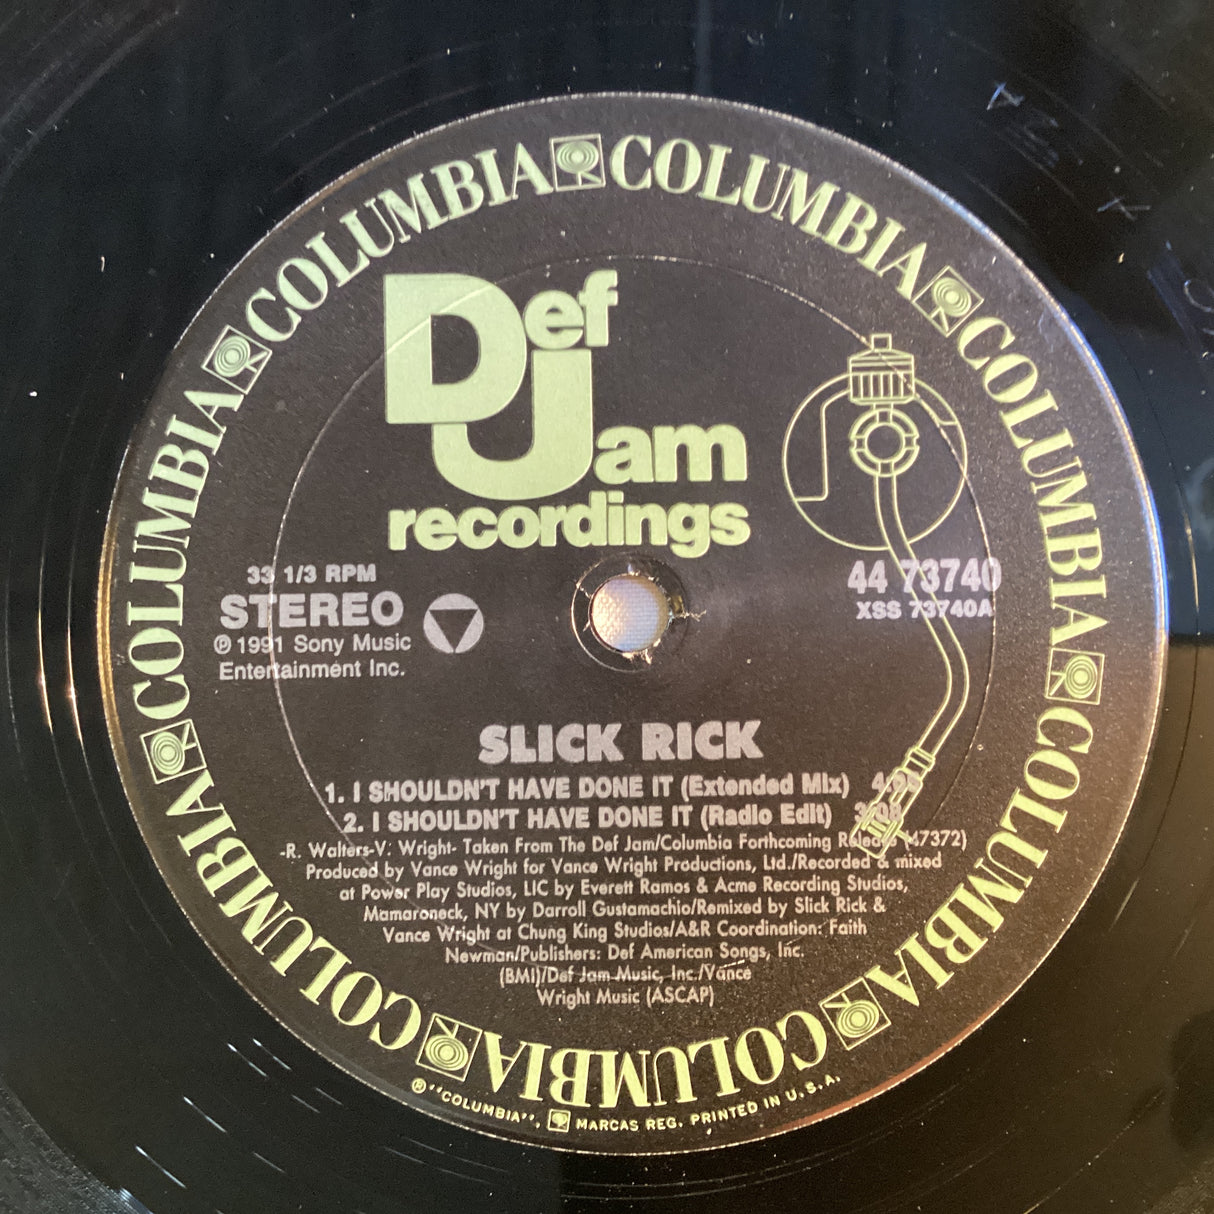 COLUMBIA COLUMBIA COLUMBIA COLUMBIA COLUMBIA COLUMBIA COLUMBIA COLUMBIA COLUMBIA
Def
Jam
recordings
33 1/3 RPM
STEREO
℗ 1991 Sony Music
Entertainment Inc.
44 73740
XSS 73740A
SLICK RICK
1. I SHOULDN'T HAVE DONE IT (Extended Mix)
2. I SHOULDN'T HAVE DONE IT (Radio Edit)
-R. Walters-V. Wright- Taken From The Def Jam/Columbia Forthcoming Release (47372)
Produced by Vance Wright for Vance Wright Productions, Ltd./Recorded & mixed
at Power Play Studios, LIC by Everett Ramos & Acme Recording Studios,
Mamaroneck, NY by Darroll Gustamachio/Remixed by Slick Rick &
Vance Wright at Chung King Studios/A&R Coordination: Faith
Newman/Publishers: Def American Songs, Inc.
(BMI)/Def Jam Music, Inc./Vance
Wright Music (ASCAP)
® "COLUMBIA", MARCAS REG. PRINTED IN U.S.A.